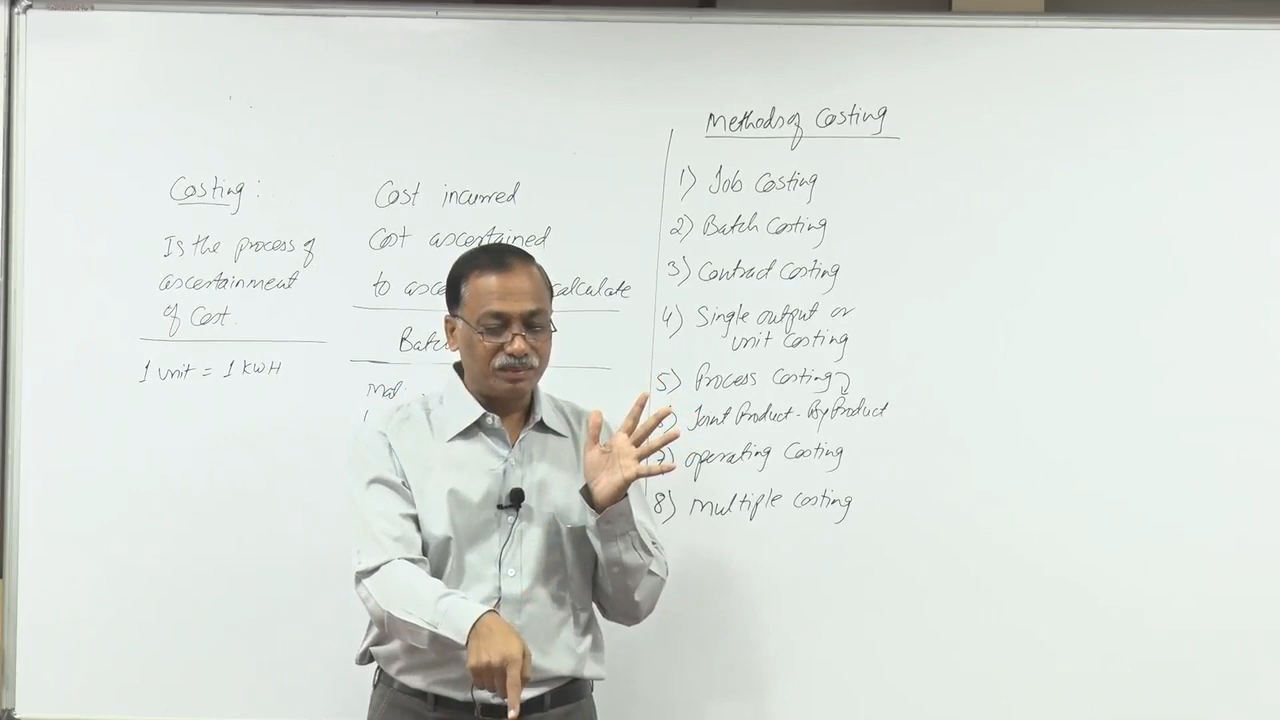 Costing :
Is the process of
ascertainment
of Cost.
1 Unit = 1 KWH
Cost incurred
Cost ascertained
to calculate
Methods of Costing
1) Job Costing
2) Batch Costing
3) Contract Costing
4) Single output or
unit Costing
5) Process Costing
Joint Product - By Product
7) Operating Costing
8) Multiple Costing